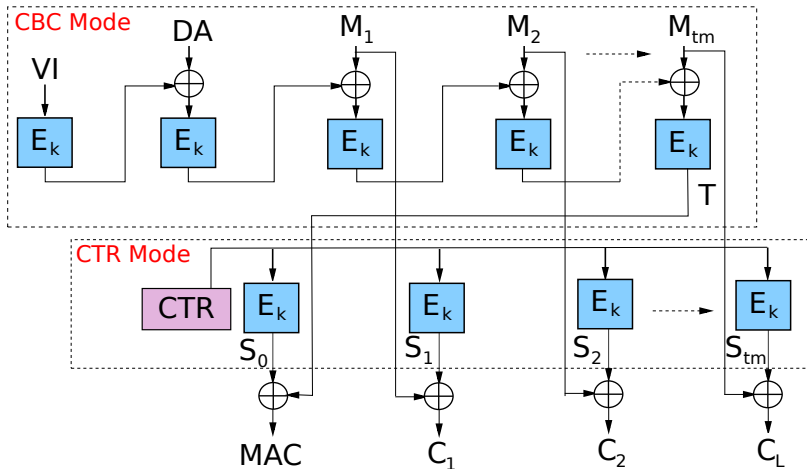 CBC Mode
DA
M1
M2
Mtm
VI
Ek
Ek
Ek
Ek
Ek
T
CTR Mode
CTR
Ek
Ek
Ek
Ek
S0
S1
S2
Stm
MAC
C1
C2
CL